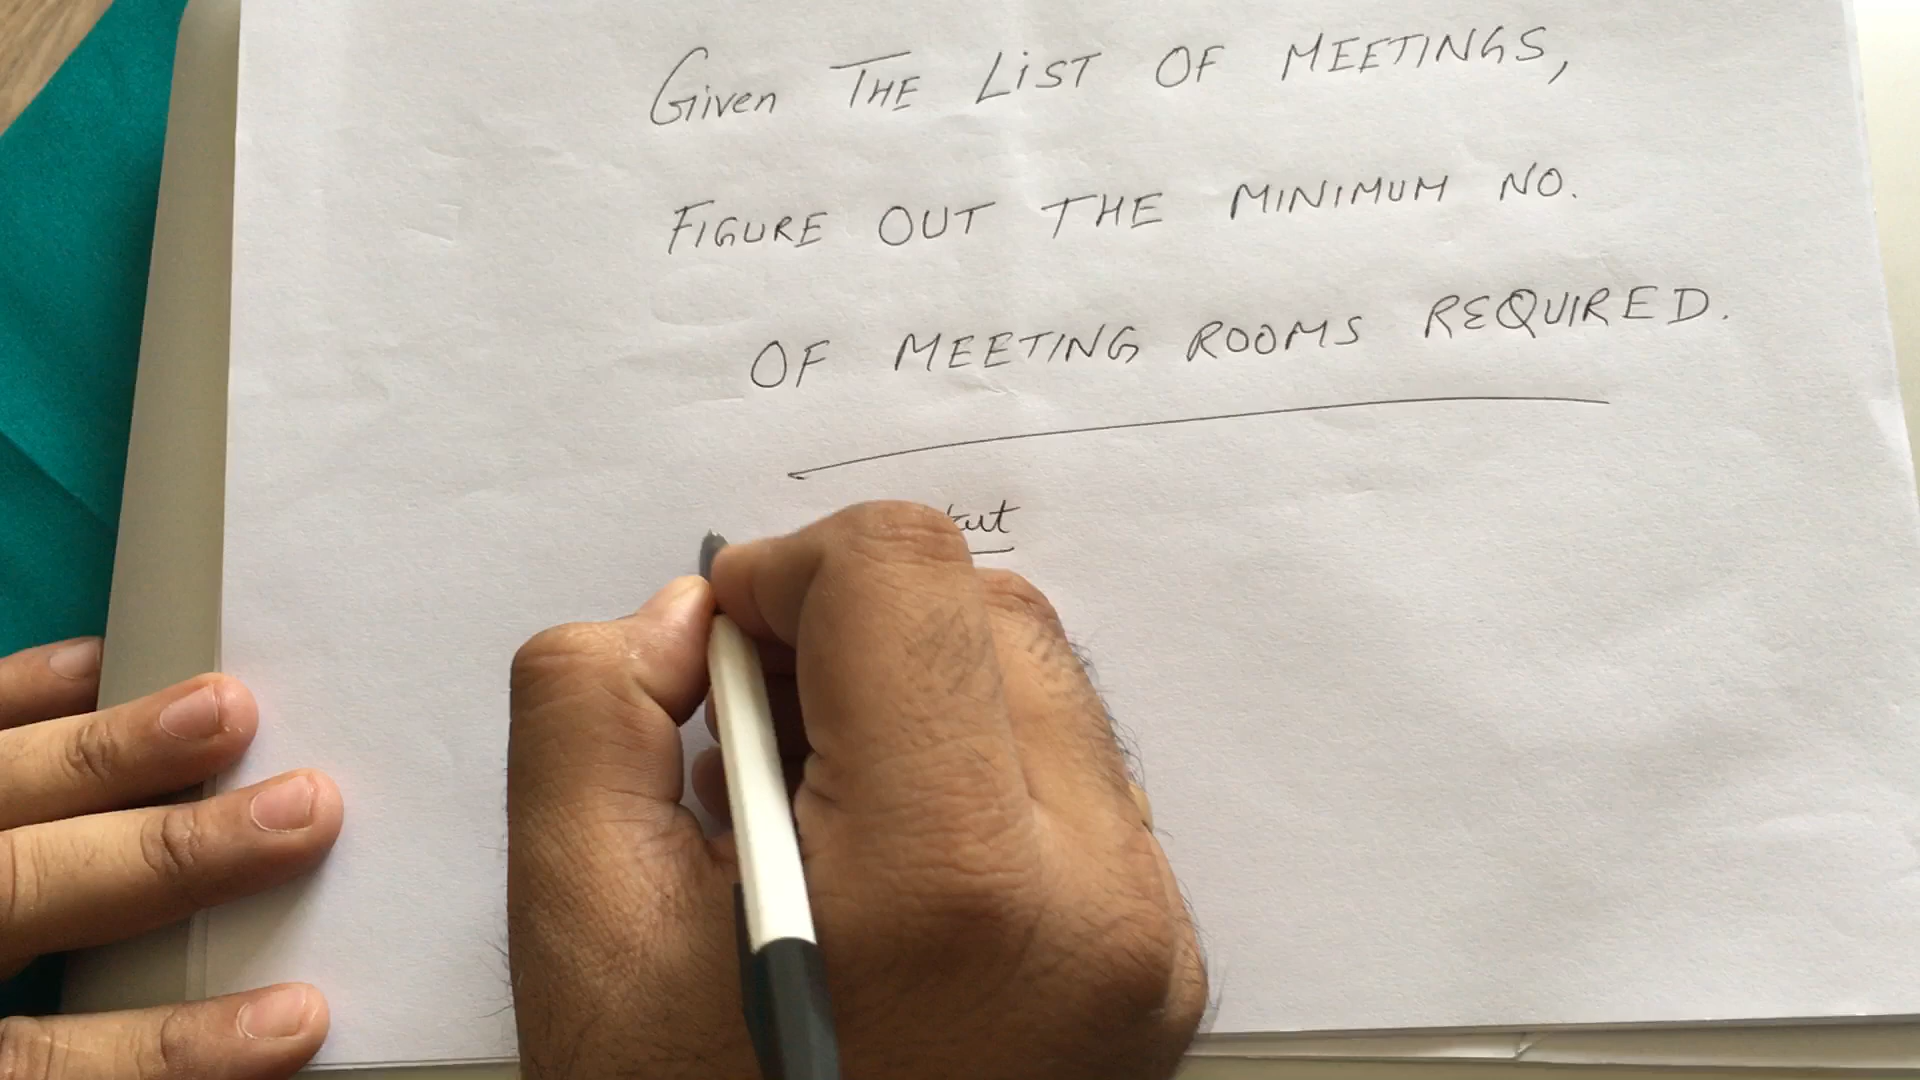 Given THE LIST OF MEETINGS,
FIGURE OUT THE MINIMUM NO.
OF MEETING ROOMS REQUIRED.